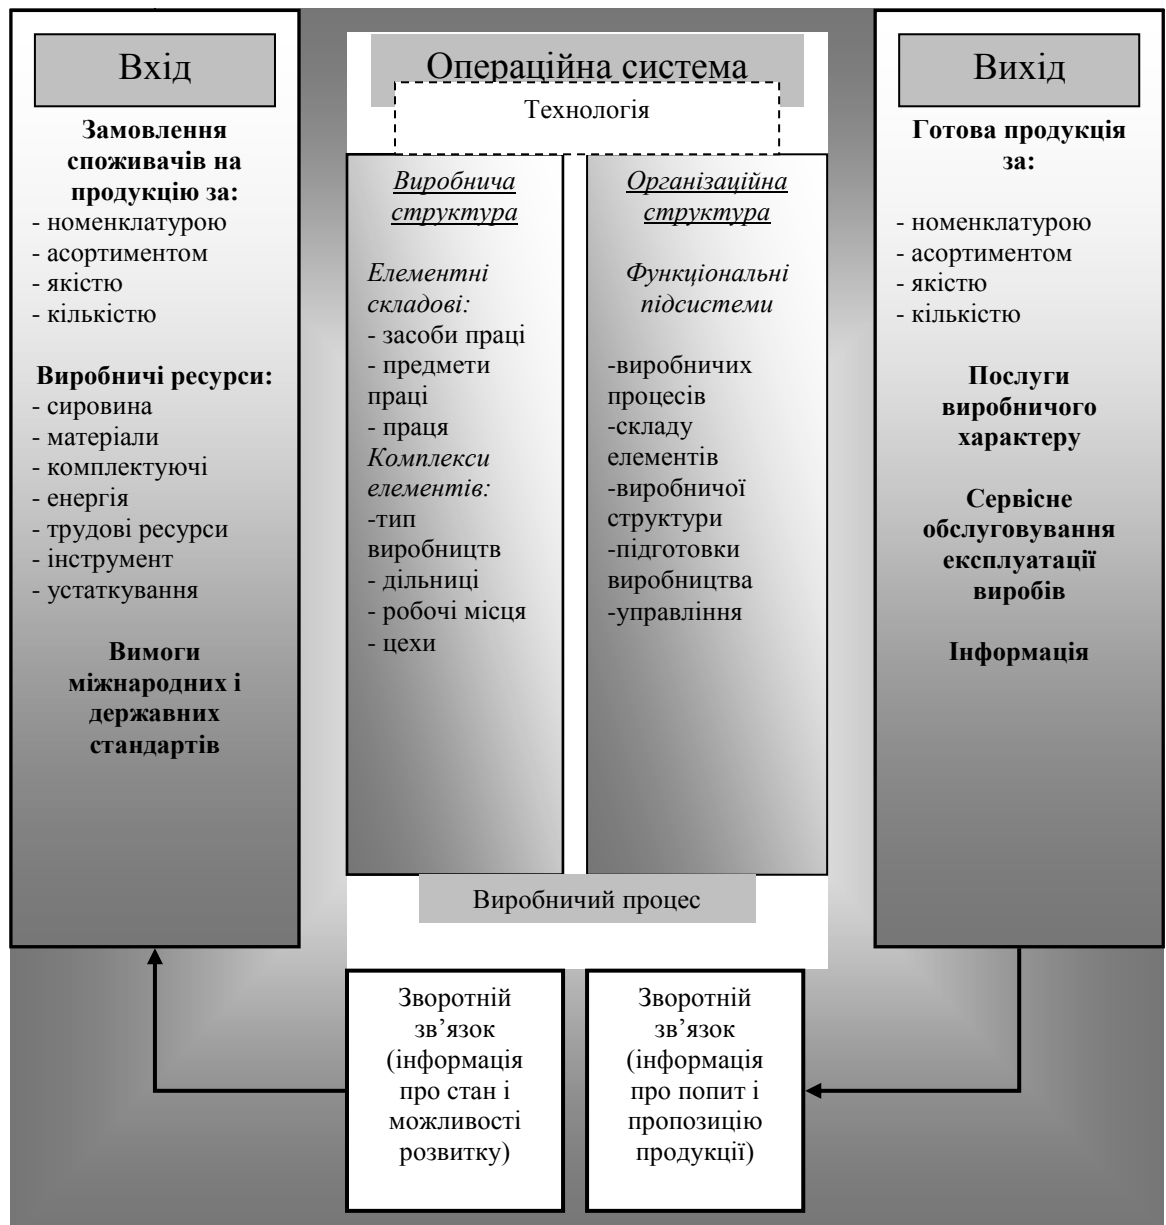 Вхід
Замовлення
споживачів на
продукцію за:
- номенклатурою
- асортиментом
- якістю
- кількістю
Виробничі ресурси:
- сировина
- матеріали
- комплектуючі
- енергія
- трудові ресурси
- інструмент
- устаткування
Вимоги
міжнародних і
державних
стандартів
Операційна система
Технологія
Виробнича
структура
Елементні
складові:
- засоби праці
- предмети
праці
- праця
Комплекси
елементів:
-тип
виробництв
- дільниці
- робочі місця
- цехи
Організаційна
структура
Функціональні
підсистеми
-виробничих
процесів
-складу
елементів
-виробничої
структури
-підготовки
виробництва
-управління
Виробничий процес
Вихід
Готова продукція
за:
- номенклатурою
- асортиментом
- якістю
- кількістю
Послуги
виробничого
характеру
Сервісне
обслуговування
експлуатації
виробів
Інформація
Зворотній
зв’язок
(інформація
про стан і
можливості
розвитку)
Зворотній
зв’язок
(інформація
про попит і
пропозицію
продукції)